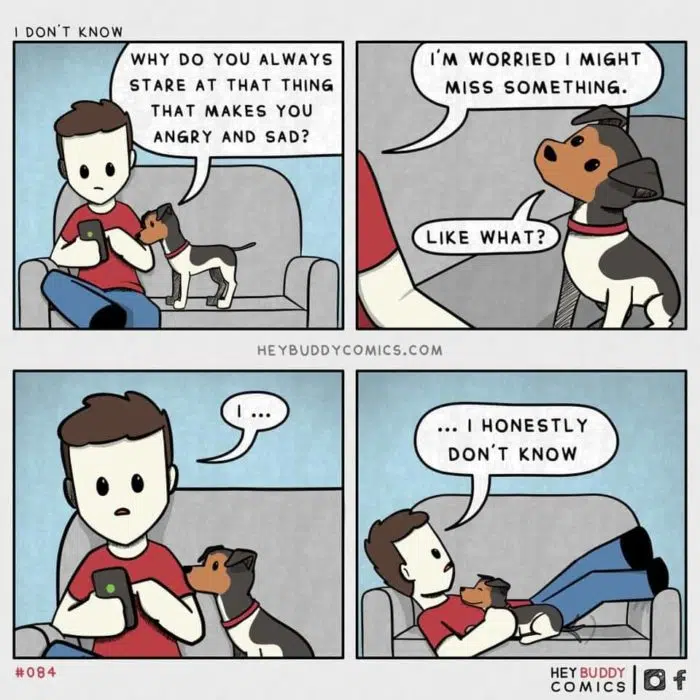 I DON'T KNOW
WHY DO YOU ALWAYS
STARE AT THAT THING
THAT MAKES YOU
ANGRY AND SAD?
I'M WORRIED I MIGHT
MISS SOMETHING.
LIKE WHAT?
HEYBUDDYCOMICS.COM
I ...
... I HONESTLY
DON'T KNOW
#084
HEY BUDDY
COMICS
f